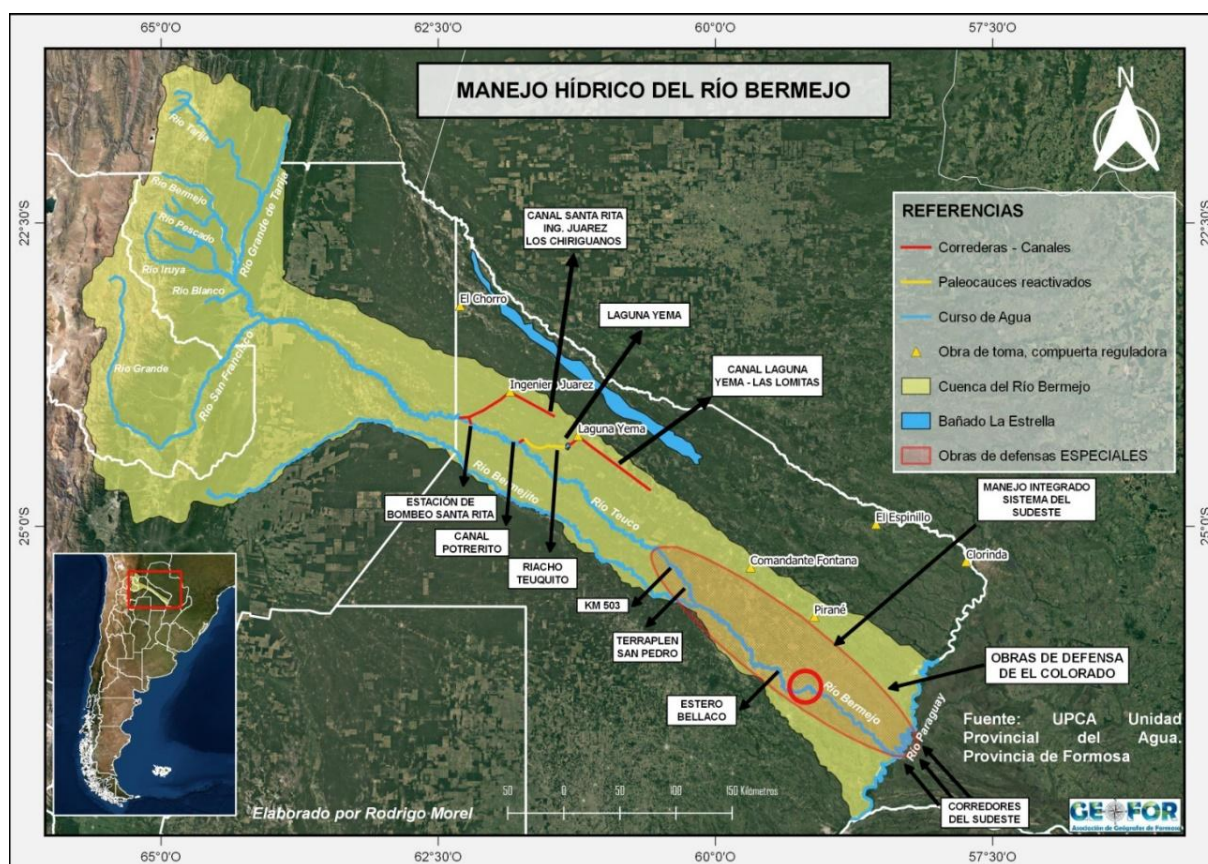 65°0'O
62°30'O
60°0'O
57°30'O
MANEJO HÍDRICO DEL RÍO BERMEJO
N
22°30'S
22°30'S
25°0'S
25°0'S
REFERENCIAS
Correderas - Canales
Paleocauces reactivados
Curso de Agua
Obra de toma, compuerta reguladora
Cuenca del Río Bermejo
Bañado La Estrella
Obras de defensas ESPECIALES
Río Tarija
Río Bermejo
Río Pescado
Río Grande de Tarija
Río Iruya
Río Blanco
Río Grande
Río San Francisco
CANAL SANTA RITA
ING. JUAREZ
LOS CHIRIGUANOS
El Chorro
LAGUNA YEMA
CANAL LAGUNA
YEMA - LAS LOMITAS
Ingeniero Juarez
Laguna Yema
Río Bermejito
Río Teuco
ESTACIÓN DE
BOMBEO SANTA RITA
CANAL
POTRERITO
RIACHO
TEUQUITO
MANEJO INTEGRADO
SISTEMA DEL
SUDESTE
El Espinillo
Clorinda
Comandante Fontana
Pirané
KM 503
TERRAPLEN
SAN PEDRO
ESTERO
BELLACO
Río Bermejo
OBRAS DE DEFENSA
DE EL COLORADO
Río Paraguay
Fuente: UPCA Unidad
Provincial del Agua.
Provincia de Formosa
CORREDORES
DEL SUDESTE
50 0 50 100 150 Kilómetros
Elaborado por Rodrigo Morel
GEOFOR
Asociación de Geógrafos de Formosa
65°0'O
62°30'O
60°0'O
57°30'O